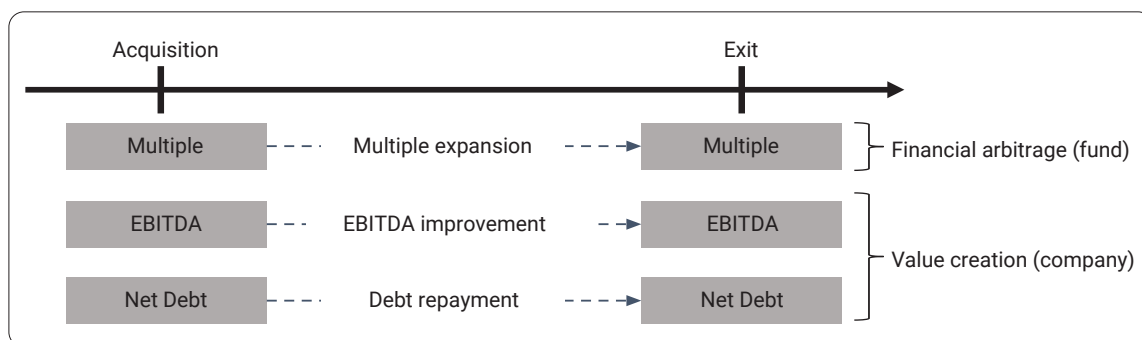 Acquisition
Exit
Multiple
Multiple expansion
Multiple
Financial arbitrage (fund)
EBITDA
EBITDA improvement
EBITDA
Value creation (company)
Net Debt
Debt repayment
Net Debt